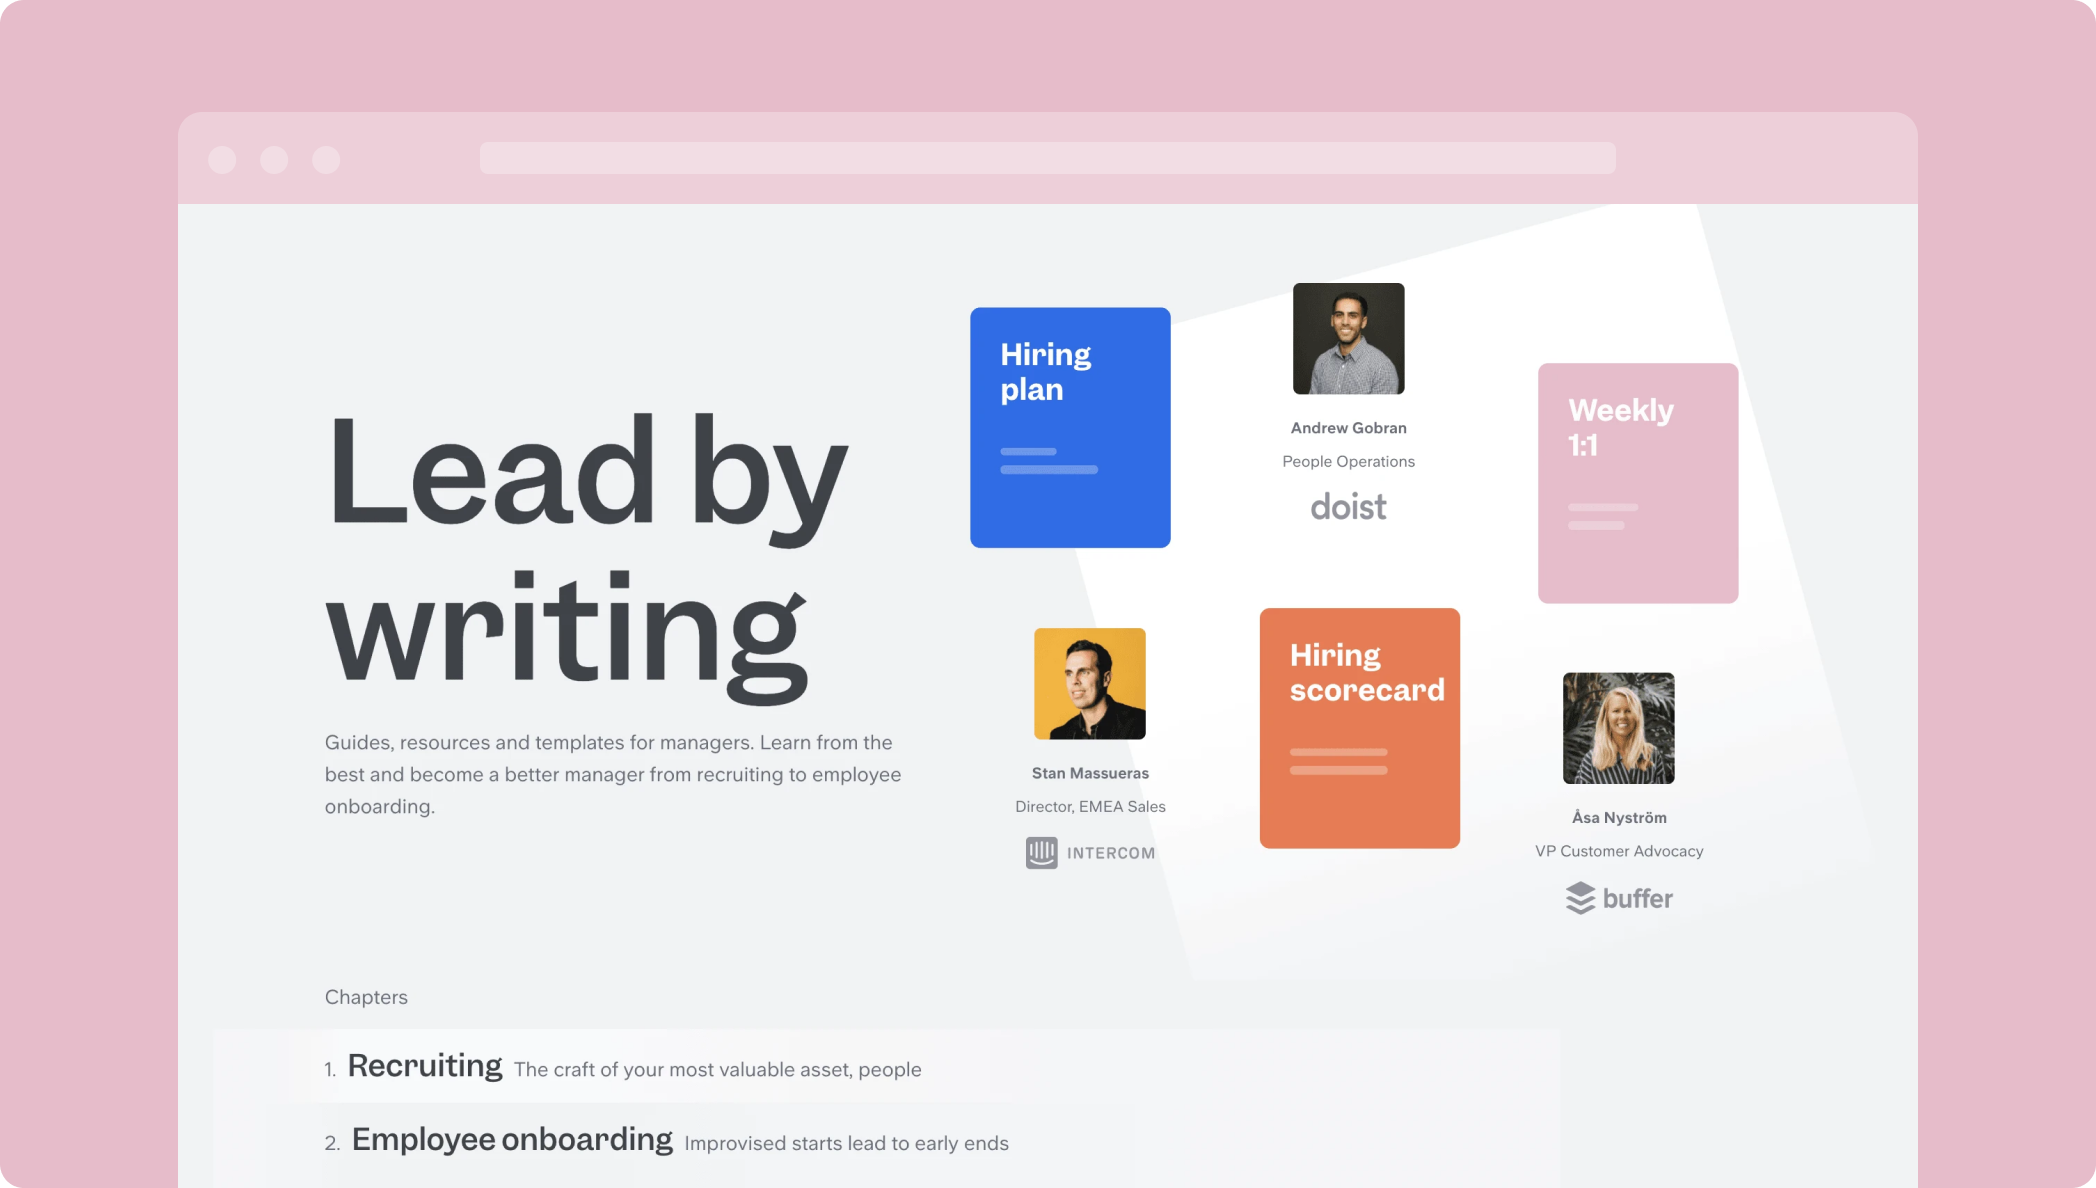 Lead by
writing
Guides, resources and templates for managers. Learn from the
best and become a better manager from recruiting to employee
onboarding.
Hiring
plan
Andrew Gobran
People Operations
doist
Weekly
1:1
Stan Massueras
Director, EMEA Sales
INTERCOM
Hiring
scorecard
Åsa Nyström
VP Customer Advocacy
buffer
Chapters
1. Recruiting The craft of your most valuable asset, people
2. Employee onboarding Improvised starts lead to early ends